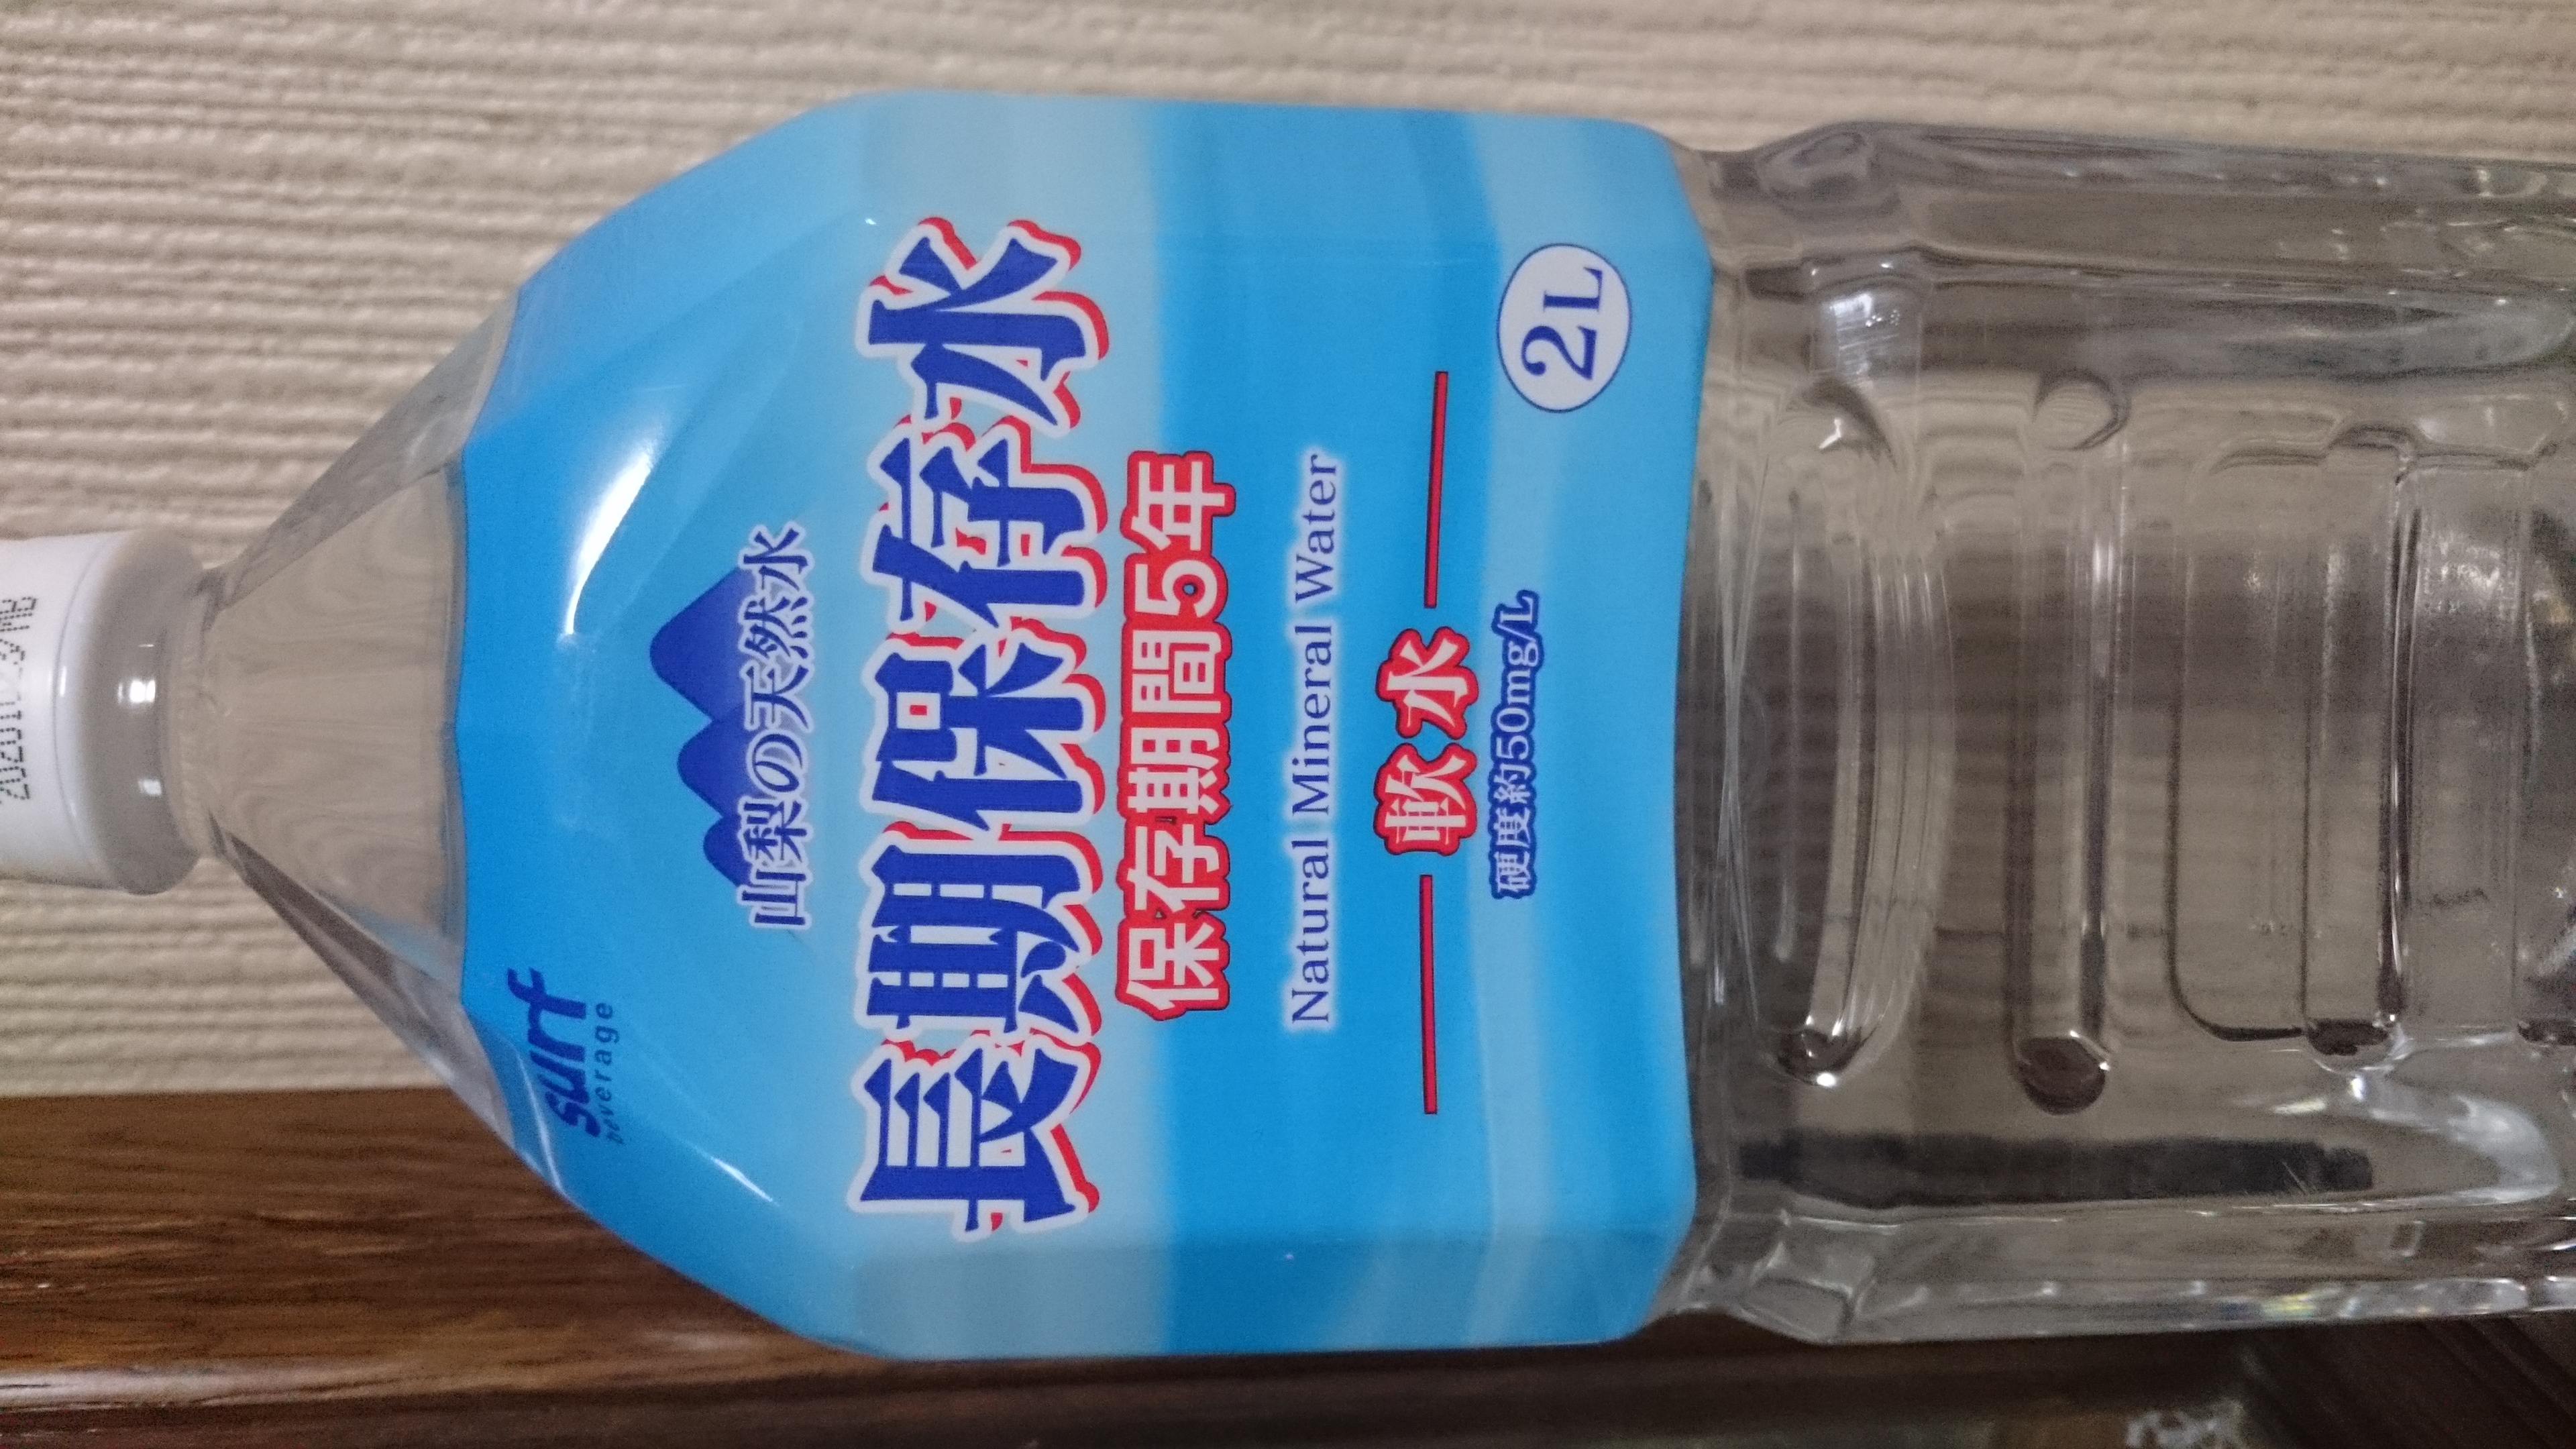 surf
beverage
山梨の天然水
長期保存水
保存期間5年
Natural Mineral Water
軟水
硬度約50mg/L
2L